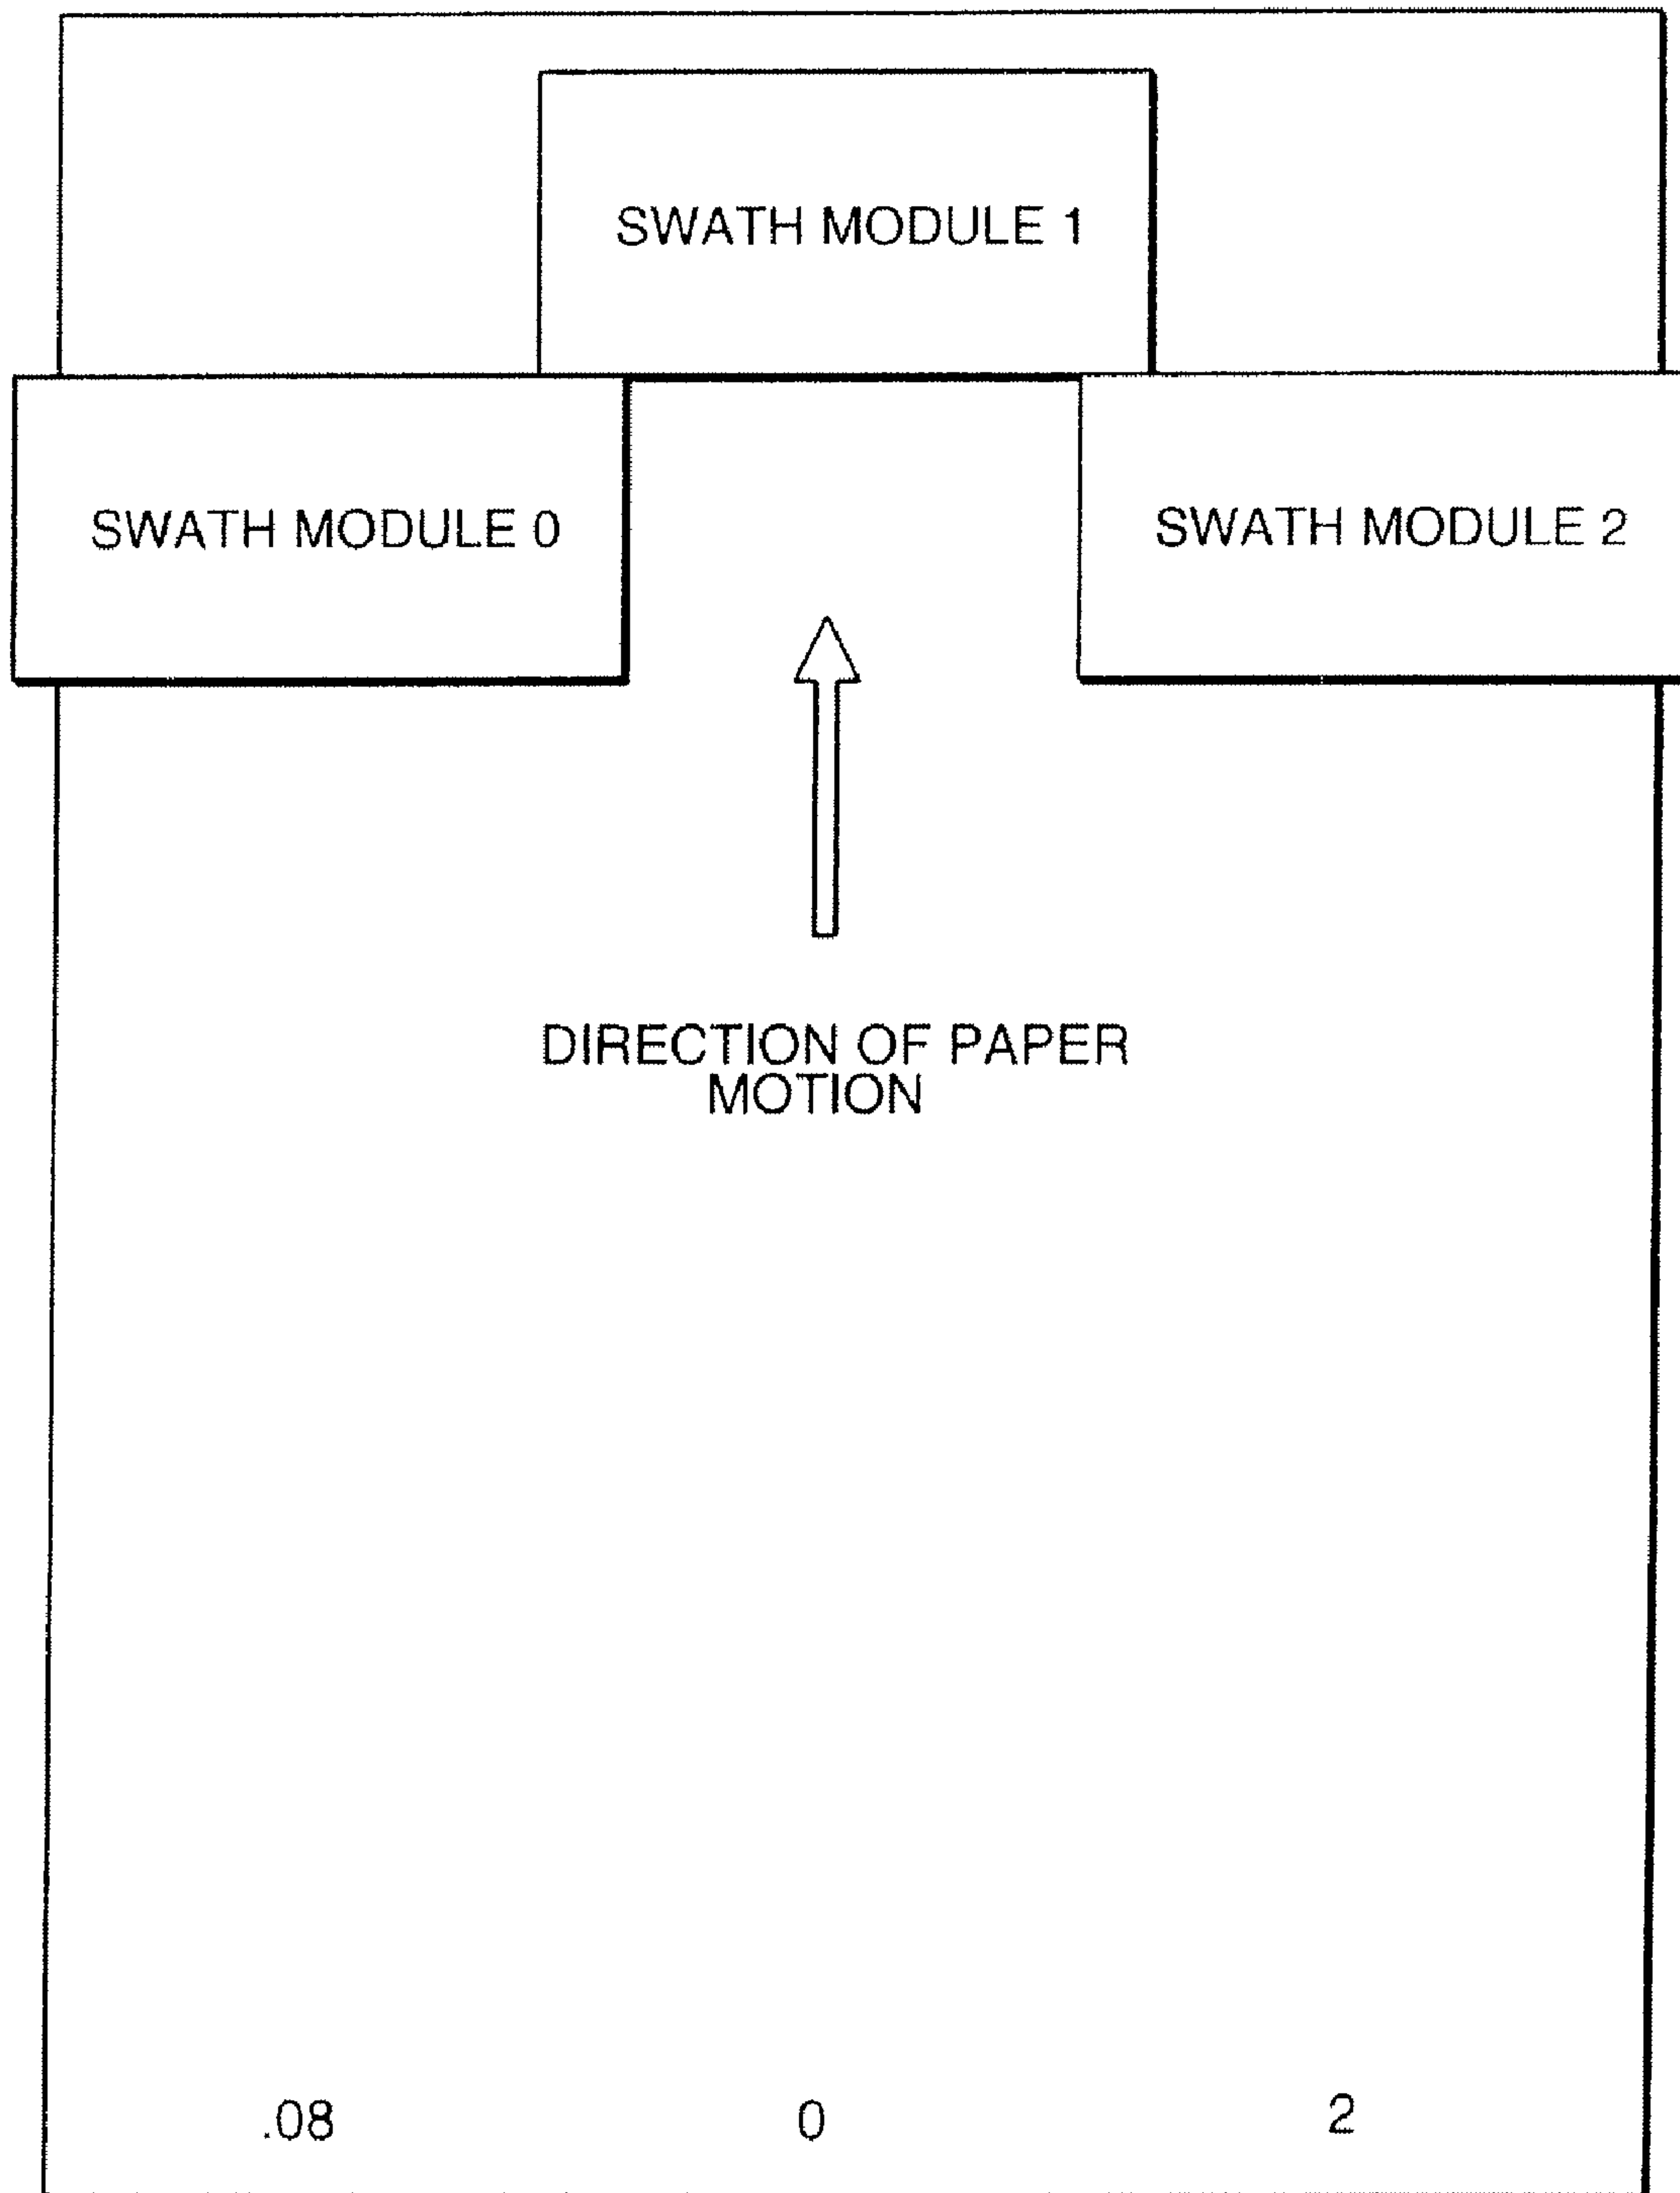 SWATH MODULE 1
SWATH MODULE 0
SWATH MODULE 2
DIRECTION OF PAPER
MOTION
.08
0
2